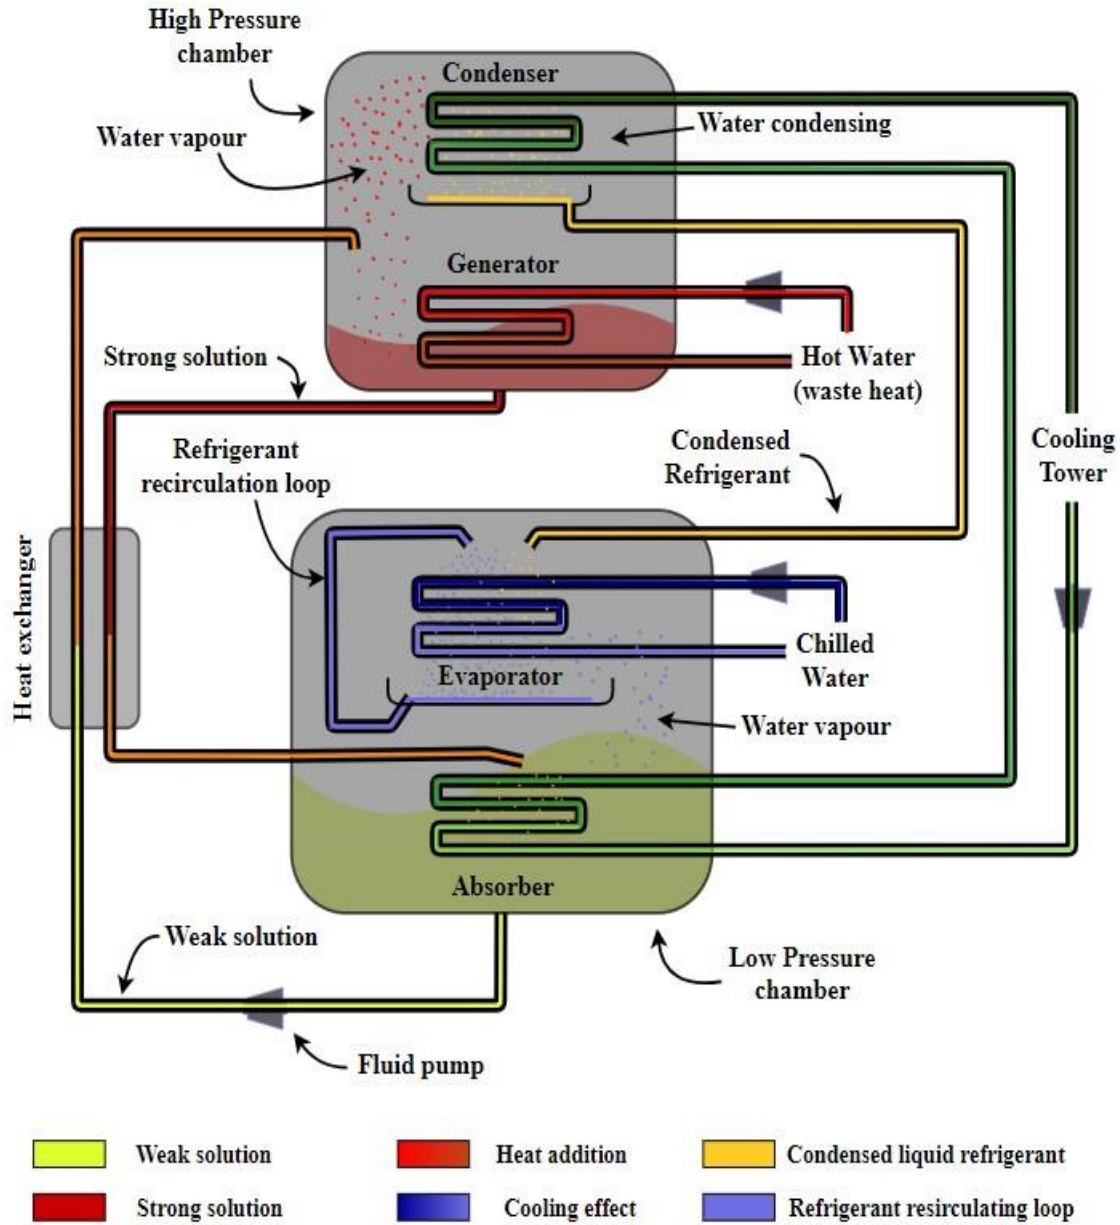 High Pressure
chamber
Condenser
Water condensing
Water vapour
Generator
Strong solution
Hot Water
(waste heat)
Refrigerant
recirculation loop
Condensed
Refrigerant
Cooling
Tower
Heat exchanger
Chilled
Water
Evaporator
Water vapour
Absorber
Weak solution
Low Pressure
chamber
Fluid pump
Weak solution
Heat addition
Condensed liquid refrigerant
Strong solution
Cooling effect
Refrigerant resirculating loop